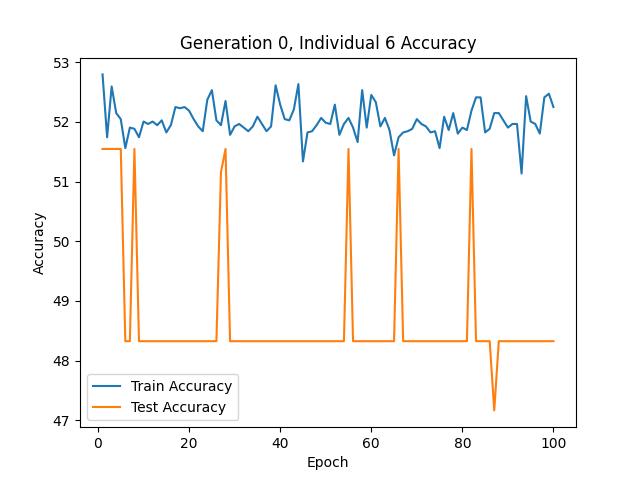 Generation 0, Individual 6 Accuracy
53
52
51
50
49
48
47
Accuracy
Train Accuracy
Test Accuracy
0
20
40
60
80
100
Epoch